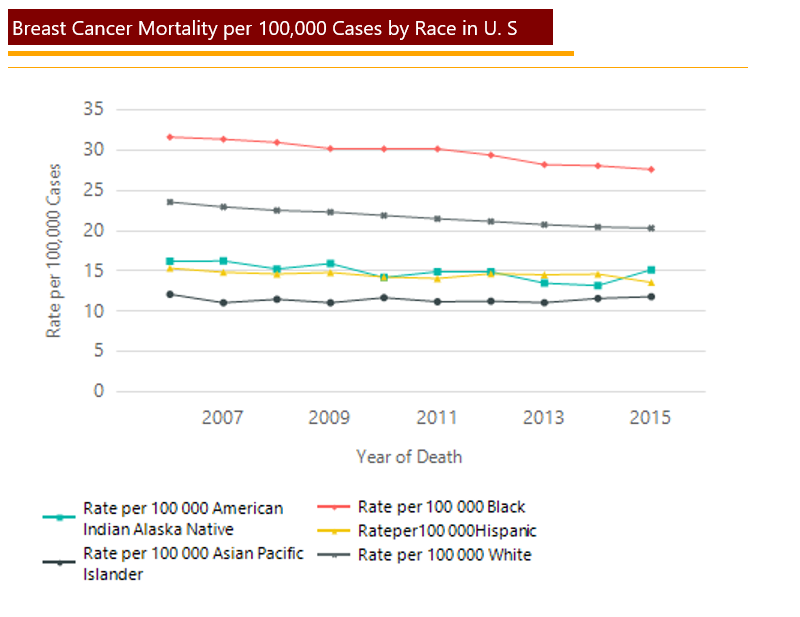 Breast Cancer Mortality per 100,000 Cases by Race in U. S
35
30
25
20
15
10
5
0
Rate per 100,000 Cases
2007 2009 2011 2013 2015
Year of Death
Rate per 100 000 American
Indian Alaska Native
Rate per 100 000 Asian Pacific
Islander
Rate per 100 000 Black
Rateper100 000Hispanic
Rate per 100 000 White